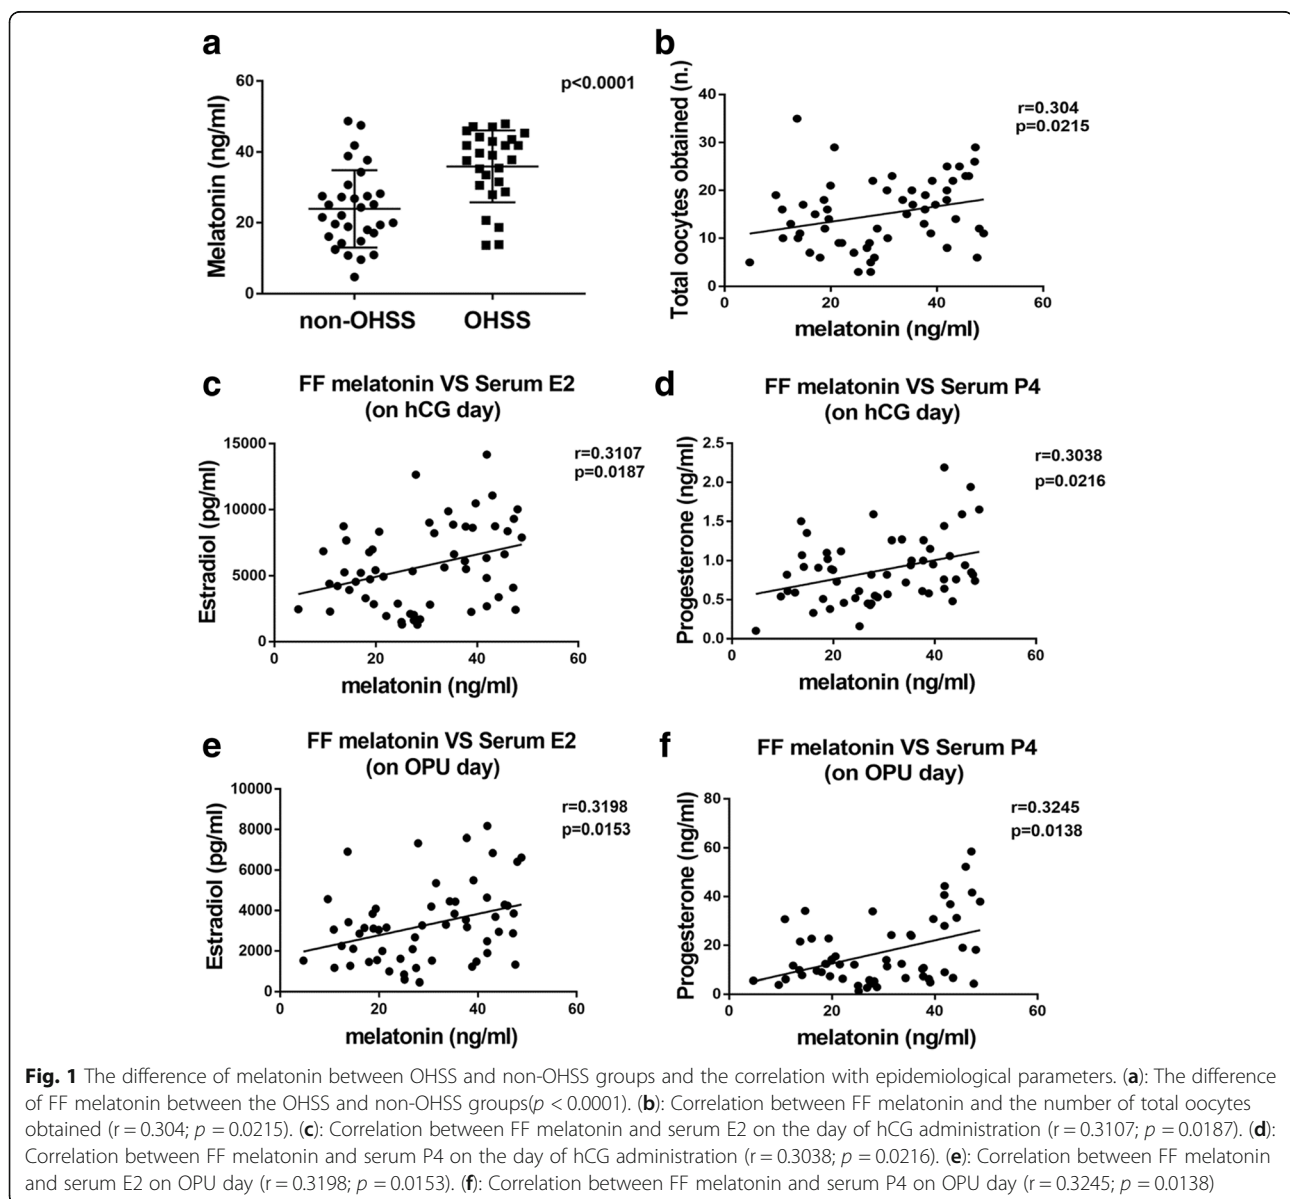 a
p<0.0001
Melatonin (ng/ml)
60
40
20
0
non-OHSS
OHSS
b
r=0.304
p=0.0215
Total oocytes obtained (n.)
40
30
20
10
0
0
20
40
60
melatonin (ng/ml)
c
FF melatonin VS Serum E2
(on hCG day)
r=0.3107
p=0.0187
Estradiol (pg/ml)
15000
10000
5000
0
0
20
40
60
melatonin (ng/ml)
d
FF melatonin VS Serum P4
(on hCG day)
r=0.3038
p=0.0216
Progesterone (ng/ml)
2.5
2.0
1.5
1.0
0.5
0.0
0
20
40
60
melatonin (ng/ml)
e
FF melatonin VS Serum E2
(on OPU day)
r=0.3198
p=0.0153
Estradiol (pg/ml)
10000
8000
6000
4000
2000
0
0
20
40
60
melatonin (ng/ml)
f
FF melatonin VS Serum P4
(on OPU day)
r=0.3245
p=0.0138
Progesterone (ng/ml)
80
60
40
20
0
0
20
40
60
melatonin (ng/ml)
Fig. 1 The difference of melatonin between OHSS and non-OHSS groups and the correlation with epidemiological parameters. (a): The difference
of FF melatonin between the OHSS and non-OHSS groups(p < 0.0001). (b): Correlation between FF melatonin and the number of total oocytes
obtained (r = 0.304; p = 0.0215). (c): Correlation between FF melatonin and serum E2 on the day of hCG administration (r = 0.3107; p = 0.0187). (d):
Correlation between FF melatonin and serum P4 on the day of hCG administration (r = 0.3038; p = 0.0216). (e): Correlation between FF melatonin
and serum E2 on OPU day (r = 0.3198; p = 0.0153). (f): Correlation between FF melatonin and serum P4 on OPU day (r = 0.3245; p = 0.0138)